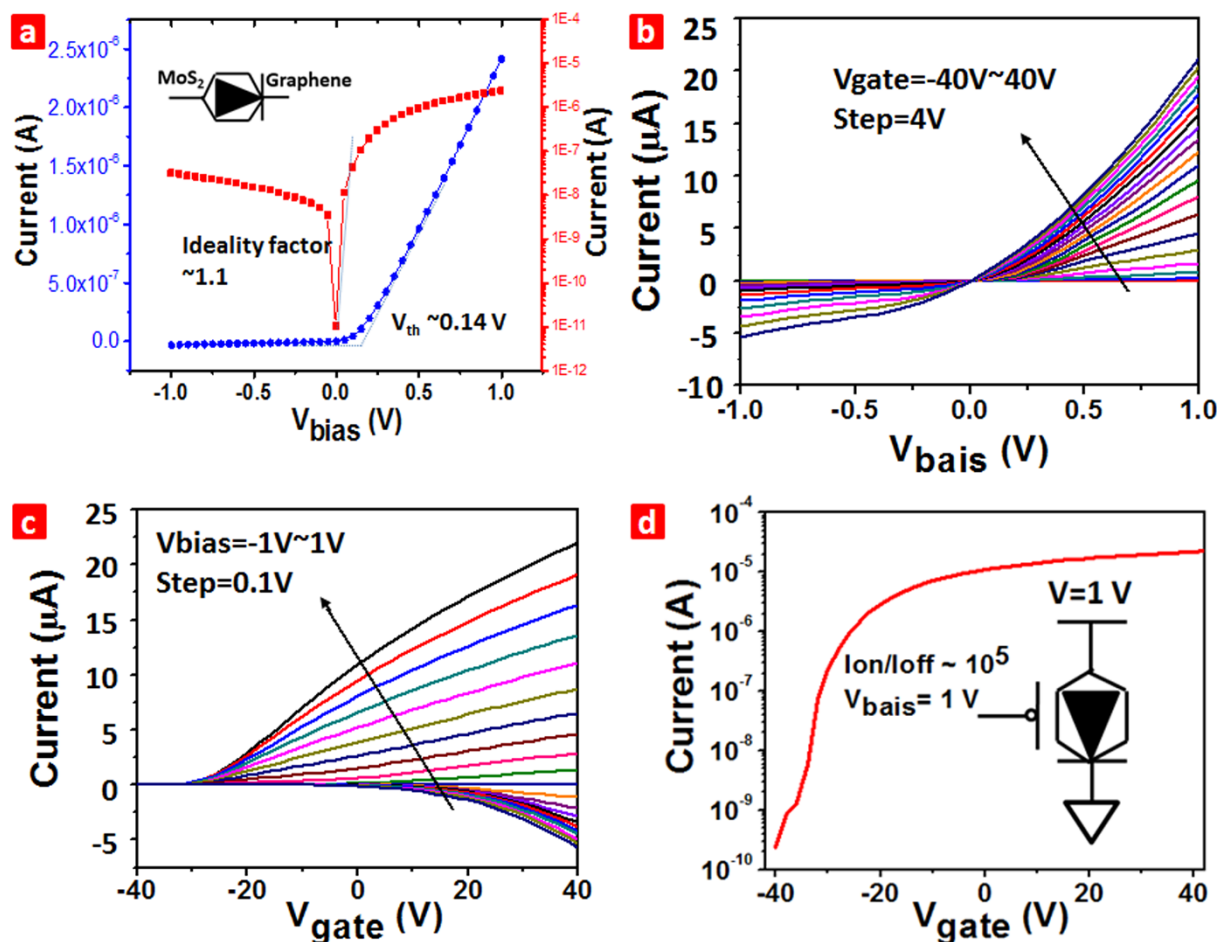 a
MoS2
Graphene
Ideality factor
~1.1
Vth ~0.14 V
Current (A)
2.5x10-6
2.0x10-6
1.5x10-6
1.0x10-6
5.0x10-7
0.0
1E-4
1E-5
1E-6
1E-7
1E-8
1E-9
1E-10
1E-11
1E-12
Current (A)
-1.0 -0.5 0.0 0.5 1.0
Vbias (V)
b
Vgate=-40V~40V
Step=4V
Current (μA)
25
20
15
10
5
0
-5
-10
-1.0 -0.5 0.0 0.5 1.0
Vbais (V)
c
Vbias=-1V~1V
Step=0.1V
Current (μA)
25
20
15
10
5
0
-5
-40 -20 0 20 40
Vgate (V)
d
V=1 V
Ion/Ioff ~ 105
Vbais= 1 V
Current (A)
10-4
10-5
10-6
10-7
10-8
10-9
10-10
-40 -20 0 20 40
Vgate (V)